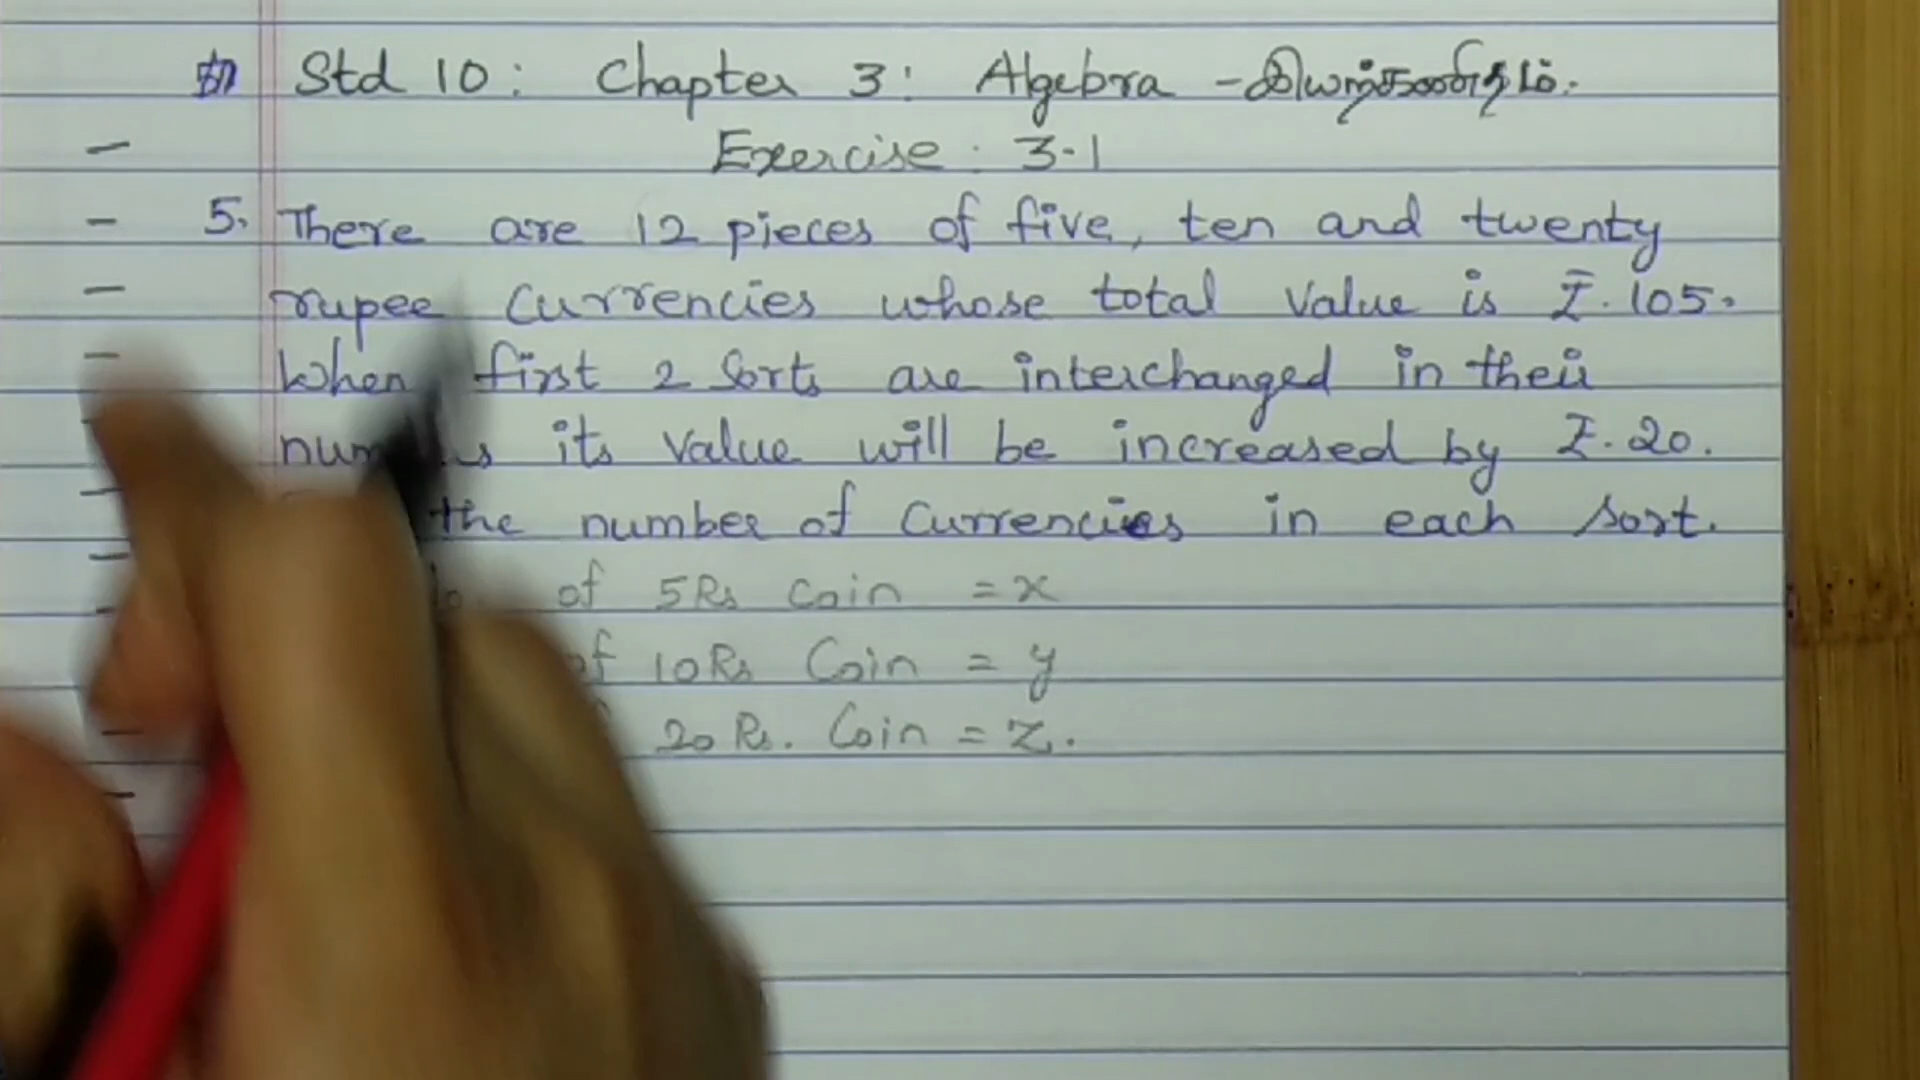 Std 10: Chapter 3: Algebra - இயற்கணிதம்.
Exercise: 3.1
5. There are 12 pieces of five, ten and twenty
rupee currencies whose total value is ₹.105.
When first 2 sorts are interchanged in their
its value will be increased by ₹.20.
the number of currencies in each sort.
of 5Rs coin = x
of 10Rs Coin = y
20 Rs. Coin = z.